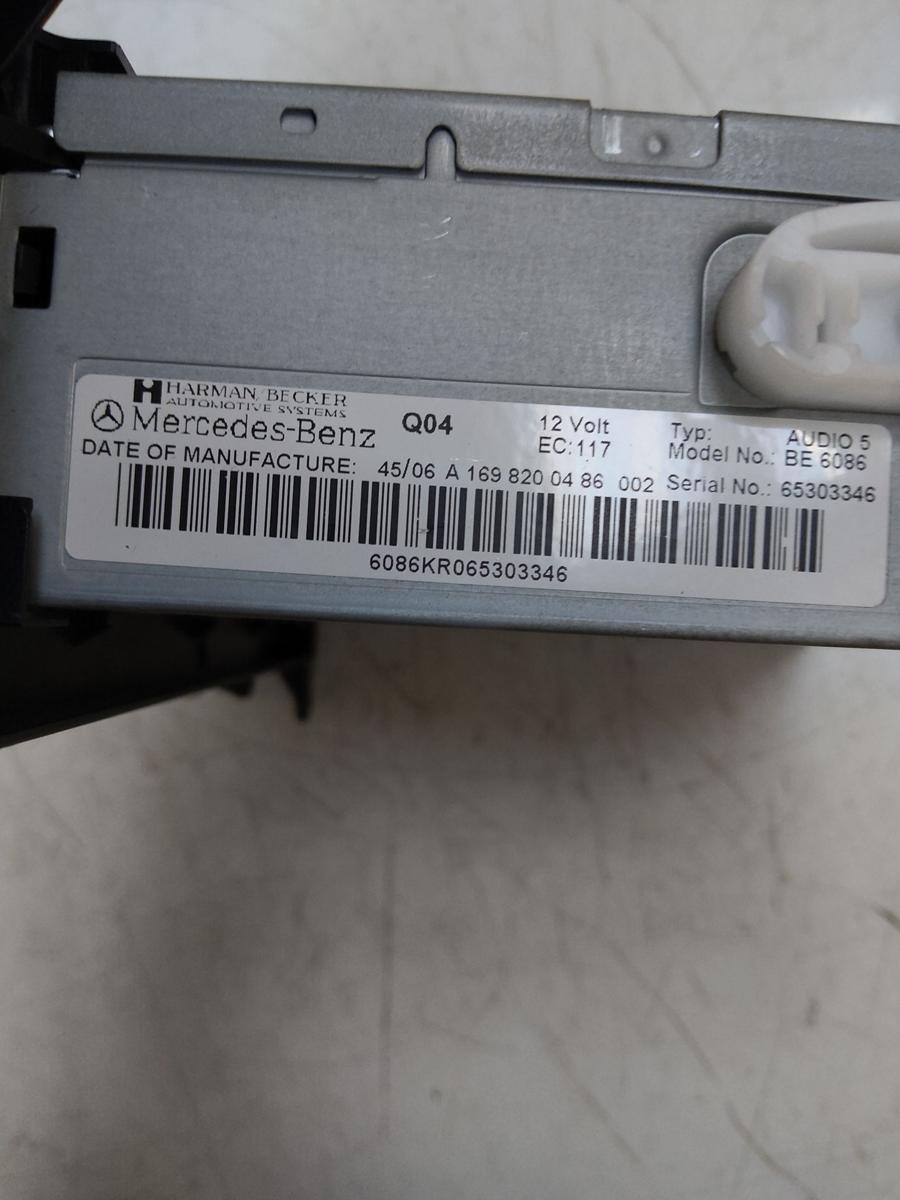 HARMAN/BECKER
AUTOMOTIVE SYSTEMS
Mercedes-Benz Q04 12 Volt Typ: AUDIO 5
EC:117 Model No.: BE 6086
DATE OF MANUFACTURE: 45/06 A 169 820 04 86 002 Serial No.: 65303346
6086KR065303346